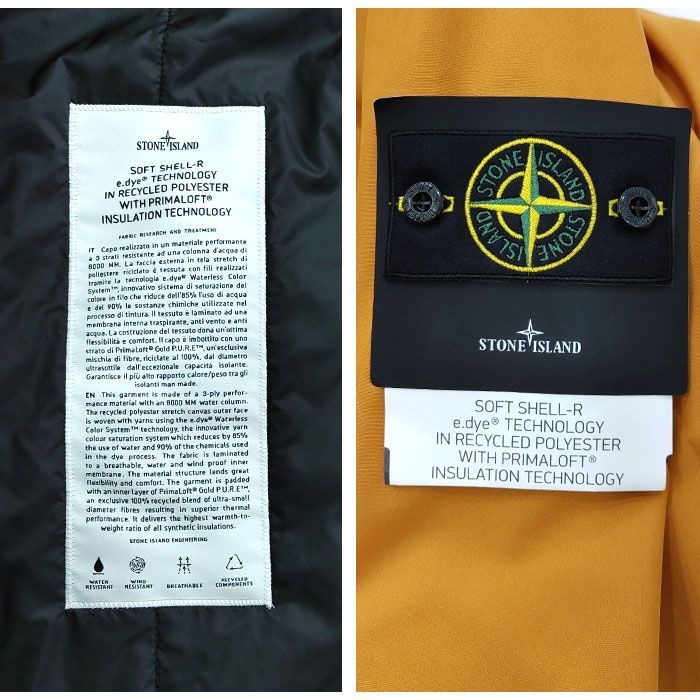 STONE ISLAND
SOFT SHELL-R
e.dye® TECHNOLOGY
IN RECYCLED POLYESTER
WITH PRIMALOFT®
INSULATION TECHNOLOGY
FABRIC RESEARCH AND TREATMENT
IT Capo realizzato in un materiale performante
a 3 strati resistente ad una colonna d'acqua di
8000 MM. La faccia esterna in tela stretch di
poliestere riciclato è tessuta con fili realizzati
tramite la tecnologia e.dye® Waterless Color
System™, innovativo sistema di saturazione del
colore in filo che riduce dell'85% l'uso di acqua
e del 90% le sostanze chimiche utilizzate nel
processo di tintura. Il tessuto è laminato ad una
membrana interna traspirante, anti vento e anti
acqua. La costruzione del tessuto dona un'ottima
flessibilità e comfort. Il capo è imbottito con uno
strato di PrimaLoft® Gold P.U.R.E™, un'esclusiva
mischia di fibre, riciclate al 100%, dal diametro
ultrasottile dall'eccezionale capacità isolante.
Garantisce il più alto rapporto calore/peso tra gli
isolanti man made.
EN This garment is made of a 3-ply perfor-
mance material with an 8000 MM water column.
The recycled polyester stretch canvas outer face
is woven with yarns using the e.dye® Waterless
Color System™ technology, the innovative yarn
colour saturation system which reduces by 85%
the use of water and 90% of the chemicals used
in the dye process. The fabric is laminated
to a breathable, water and wind proof inner
membrane. The material structure lends great
flexibility and comfort. The garment is padded
with an inner layer of PrimaLoft® Gold P.U.R.E™,
an exclusive 100% recycled blend of ultra-small
diameter fibres resulting in superior thermal
performance. It delivers the highest warmth-to-
weight ratio of all synthetic insulations.
STONE ISLAND ENGINEERING
WATER RESISTANT
WIND RESISTANT
BREATHABLE
RECYCLED COMPONENTS
STONE ISLAND
STONE ISLAND
STONE ISLAND
SOFT SHELL-R
e.dye® TECHNOLOGY
IN RECYCLED POLYESTER
WITH PRIMALOFT®
INSULATION TECHNOLOGY